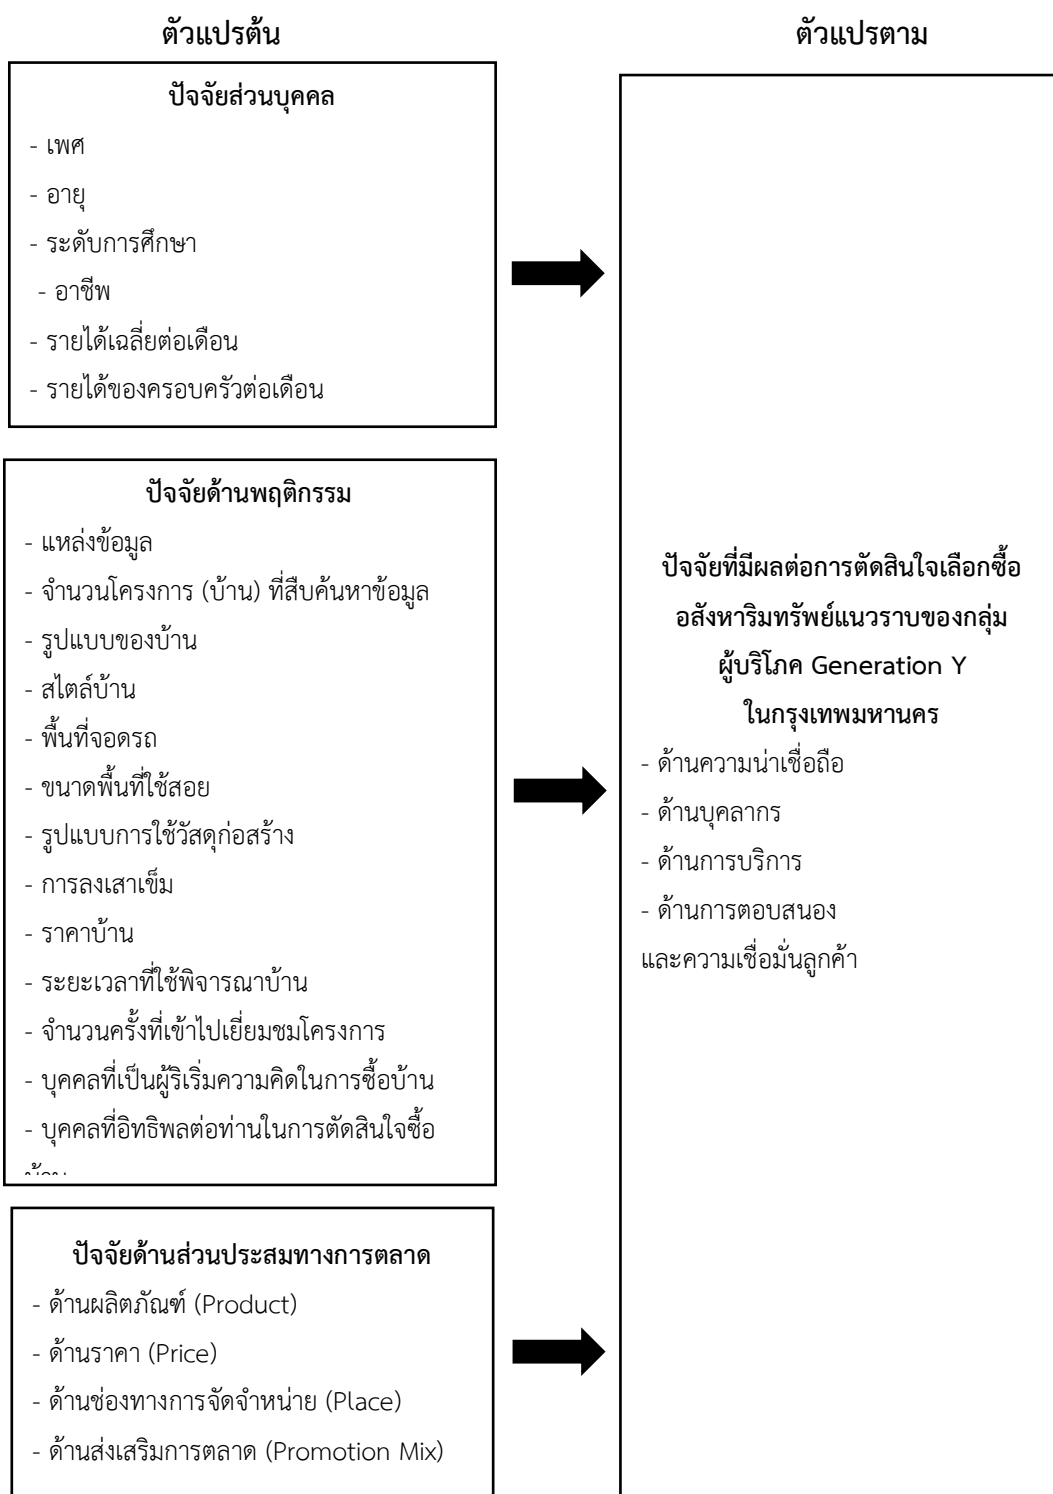 ตัวแปรต้น
ตัวแปรตาม
ปัจจัยส่วนบุคคล
- เพศ
- อายุ
- ระดับการศึกษา
- อาชีพ
- รายได้เฉลี่ยต่อเดือน
- รายได้ของครอบครัวต่อเดือน
ปัจจัยด้านพฤติกรรม
- แหล่งข้อมูล
- จำนวนโครงการ (บ้าน) ที่สืบค้นหาข้อมูล
- รูปแบบของบ้าน
- สไตล์บ้าน
- พื้นที่จอดรถ
- ขนาดพื้นที่ใช้สอย
- รูปแบบการใช้วัสดุก่อสร้าง
- การลงเสาเข็ม
- ราคาบ้าน
- ระยะเวลาที่ใช้พิจารณาบ้าน
- จำนวนครั้งที่เข้าไปเยี่ยมชมโครงการ
- บุคคลที่เป็นผู้ริเริ่มความคิดในการซื้อบ้าน
- บุคคลที่อิทธิพลต่อท่านในการตัดสินใจซื้อ
ปัจจัยด้านส่วนประสมทางการตลาด
- ด้านผลิตภัณฑ์ (Product)
- ด้านราคา (Price)
- ด้านช่องทางการจัดจำหน่าย (Place)
- ด้านส่งเสริมการตลาด (Promotion Mix)
ปัจจัยที่มีผลต่อการตัดสินใจเลือกซื้อ
อสังหาริมทรัพย์แนวราบของกลุ่ม
ผู้บริโภค Generation Y
ในกรุงเทพมหานคร
- ด้านความน่าเชื่อถือ
- ด้านบุคลากร
- ด้านการบริการ
- ด้านการตอบสนอง
และความเชื่อมั่นลูกค้า